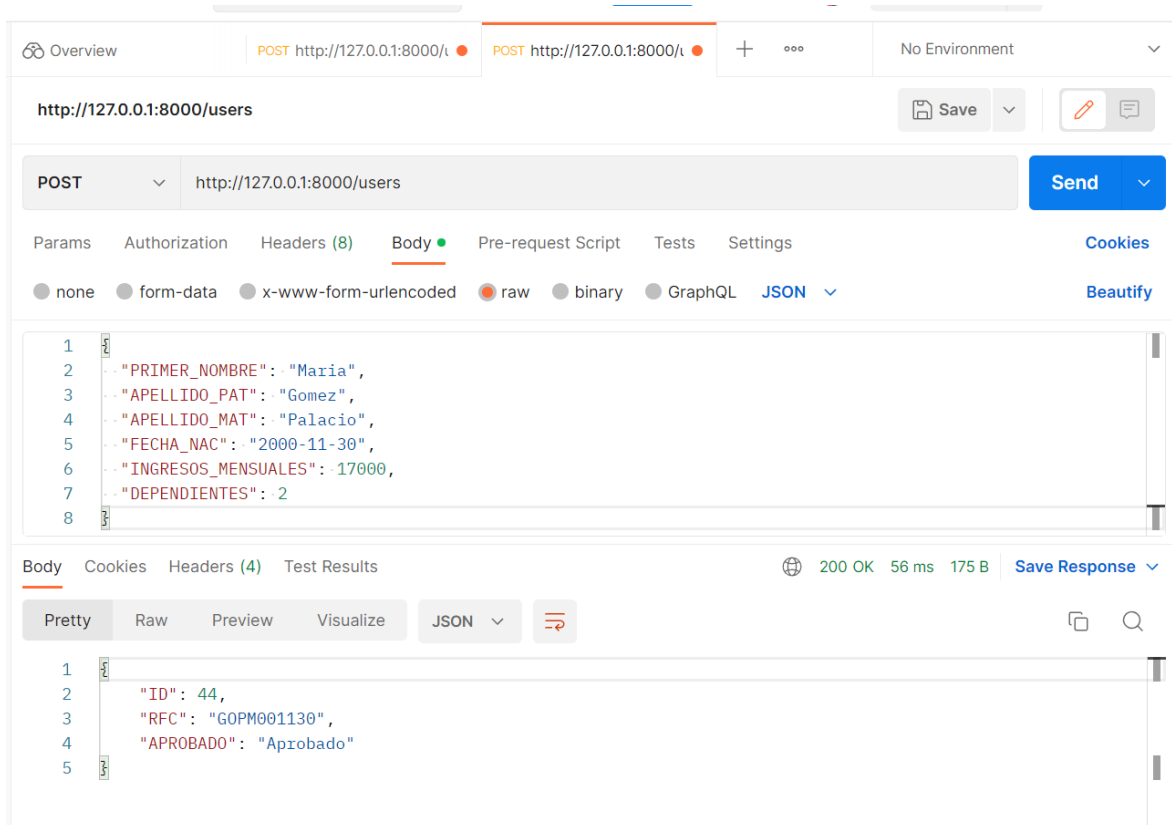 Overview POST http://127.0.0.1:8000/u POST http://127.0.0.1:8000/u No Environment
http://127.0.0.1:8000/users Save
POST http://127.0.0.1:8000/users Send
Params Authorization Headers (8) Body Pre-request Script Tests Settings Cookies
none form-data x-www-form-urlencoded raw binary GraphQL JSON Beautify
1 {
2 "PRIMER_NOMBRE": "Maria",
3 "APELLIDO_PAT": "Gomez",
4 "APELLIDO_MAT": "Palacio",
5 "FECHA_NAC": "2000-11-30",
6 "INGRESOS_MENSUALES": 17000,
7 "DEPENDIENTES": 2
8 }
Body Cookies Headers (4) Test Results 200 OK 56 ms 175 B Save Response
Pretty Raw Preview Visualize JSON
1 {
2 "ID": 44,
3 "RFC": "GOPM001130",
4 "APROBADO": "Aprobado"
5 }